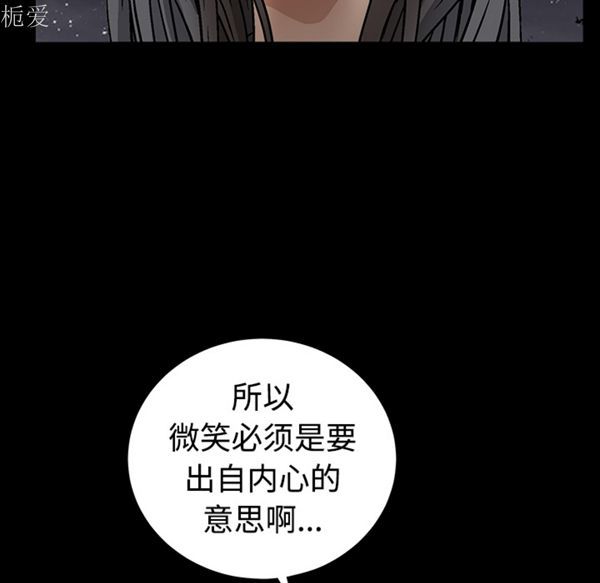 栀爱
所以
微笑必须是要
出自内心的
意思啊...